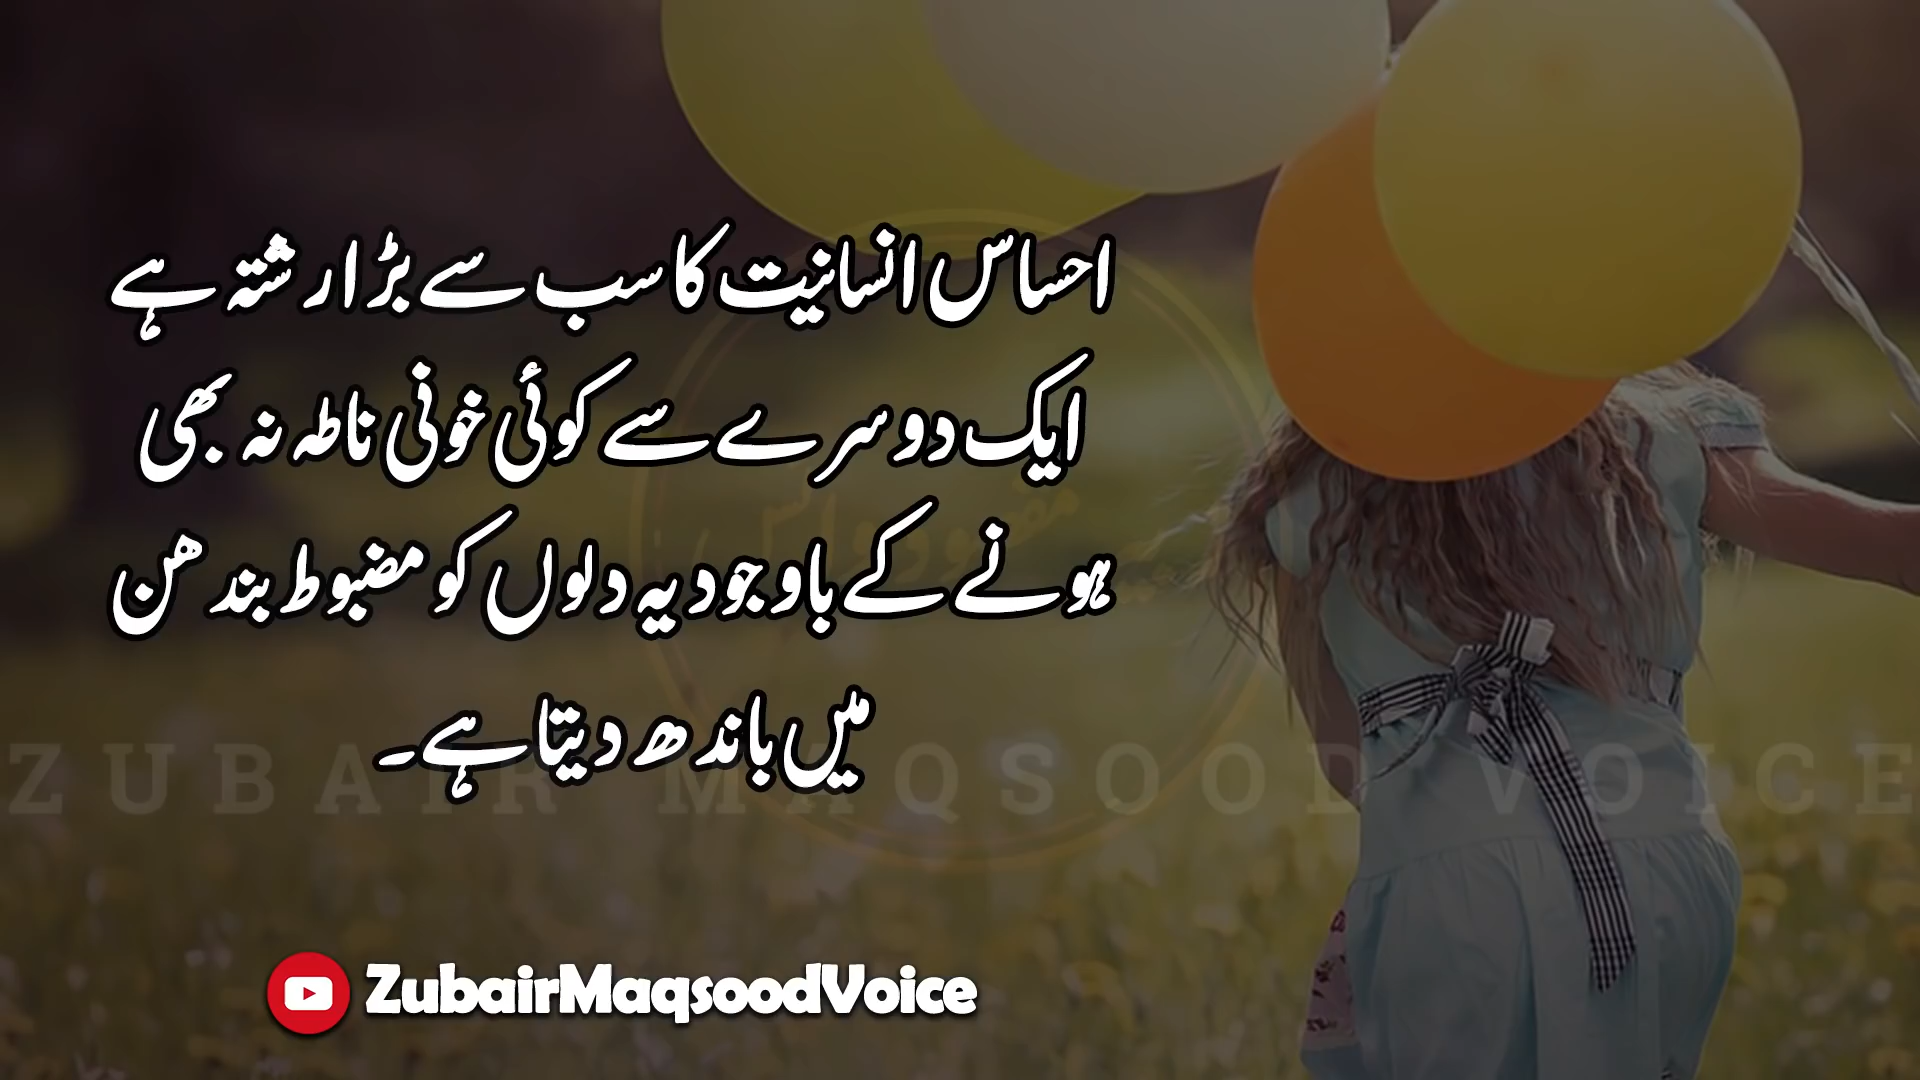 احساس انسانیت کا سب سے بڑا رشتہ ہے
ایک دوسرے سے کوئی خونی ناطہ نہ بھی
ہونے کے باوجود یہ دلوں کو مضبوط بندھن
میں باندھ دیتا ہے۔
ZUBAIR MAQSOOD VOICE
ZubairMaqsoodVoice